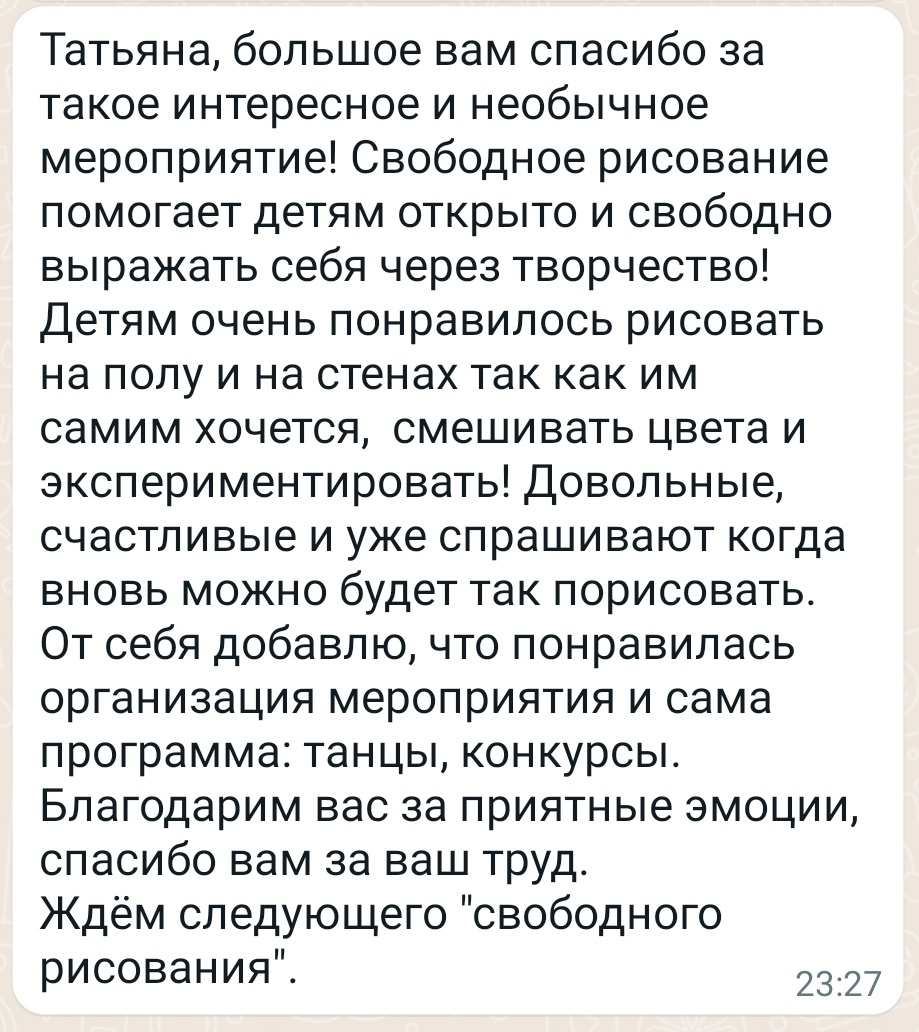 Татьяна, большое вам спасибо за
такое интересное и необычное
мероприятие! Свободное рисование
помогает детям открыто и свободно
выражать себя через творчество!
Детям очень понравилось рисовать
на полу и на стенах так как им
самим хочется,  смешивать цвета и
экспериментировать! Довольные,
счастливые и уже спрашивают когда
вновь можно будет так порисовать.
От себя добавлю, что понравилась
организация мероприятия и сама
программа: танцы, конкурсы.
Благодарим вас за приятные эмоции,
спасибо вам за ваш труд.
Ждём следующего "свободного
рисования".
23:27